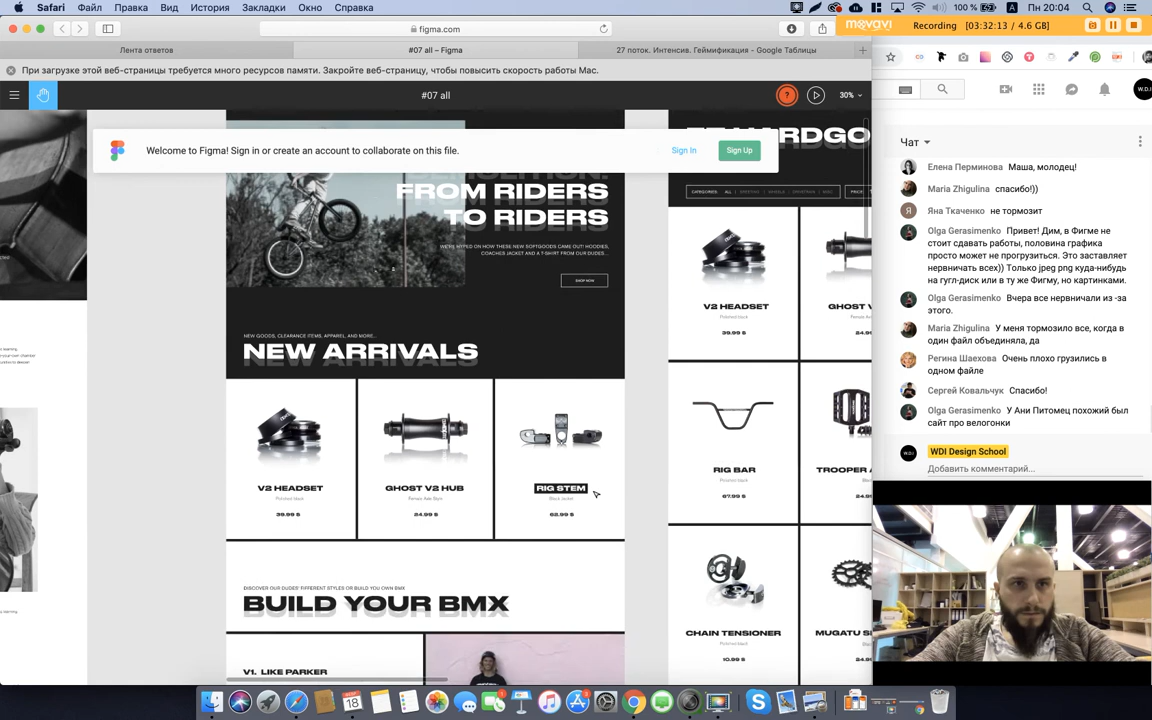 Safari Файл Правка Вид История Закладки Окно Справка
100 % Пн 20:04
figma.com
movavi Recording [03:32:13 / 4.6 GB]
Лента ответов
#07 all – Figma
27 поток. Интенсив. Геймификация - Google Таблицы
При загрузке этой веб-страницы требуется много ресурсов памяти. Закройте веб-страницу, чтобы повысить скорость работы Mac.
#07 all
?
30%
Welcome to Figma! Sign in or create an account to collaborate on this file.
Sign In
Sign Up
DEMOLITION:
FROM RIDERS
TO RIDERS
WE'RE HYPED ON HOW THESE NEW SOFTGOODS CAME OUT! HOODIES,
COACHES JACKET AND A T-SHIRT FROM OUR DUDES...
SHOP NOW
NEW GOODS, CLEARANCE ITEMS, APPAREL, AND MORE...
NEW ARRIVALS
V2 HEADSET
Polished black
39.99 $
GHOST V2 HUB
Female Axle 9mm
24.99 $
RIG STEM
Black jacket
62.99 $
DISCOVER OUR DUDES' DIFFERENT STYLES OR BUILD YOU OWN BMX
BUILD YOUR BMX
V1. LIKE PARKER
CATEGORIES: ALL
V2 HEADSET
Polished black
39.99 $
GHOST V
24.9
RIG BAR
Polished black
67.99 $
TROOPER
24.9
CHAIN TENSIONER
10.99 $
MUGATU S
24.9
W.D.I
Чат
Елена Перминова Маша, молодец!
Maria Zhigulina спасибо!))
Я Яна Ткаченко не тормозит
Olga Gerasimenko Привет! Дим, в Фигме не
стоит сдавать работы, половина графика
просто может не прогрузиться. Это заставляет
нервничать всех)) Только jpeg png куда-нибудь
на гугл-диск или в ту же Фигму, но картинками.
Olga Gerasimenko Вчера все нервничали из -за
этого.
Maria Zhigulina У меня тормозило все, когда в
один файл объединяла, да
Регина Шаехова Очень плохо грузились в
одном файле
Сергей Ковальчук Спасибо!
Olga Gerasimenko У Ани Питомец похожий был
сайт про велогонки
WDI Design School
Добавить комментарий...